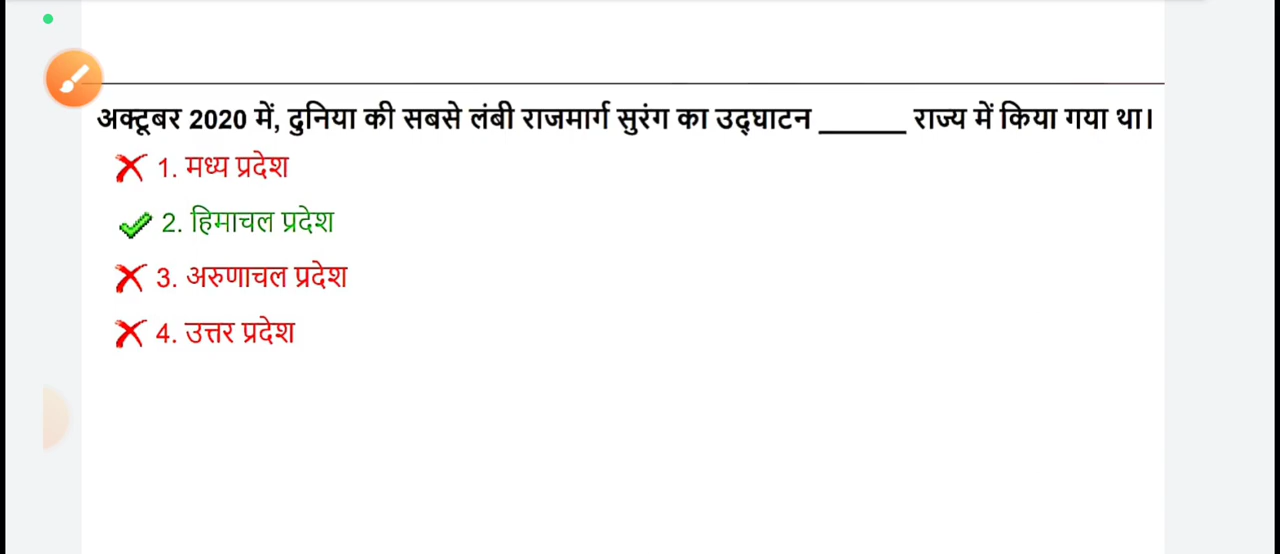 अक्टूबर 2020 में, दुनिया की सबसे लंबी राजमार्ग सुरंग का उद्घाटन ______ राज्य में किया गया था।
1. मध्य प्रदेश
2. हिमाचल प्रदेश
3. अरुणाचल प्रदेश
4. उत्तर प्रदेश